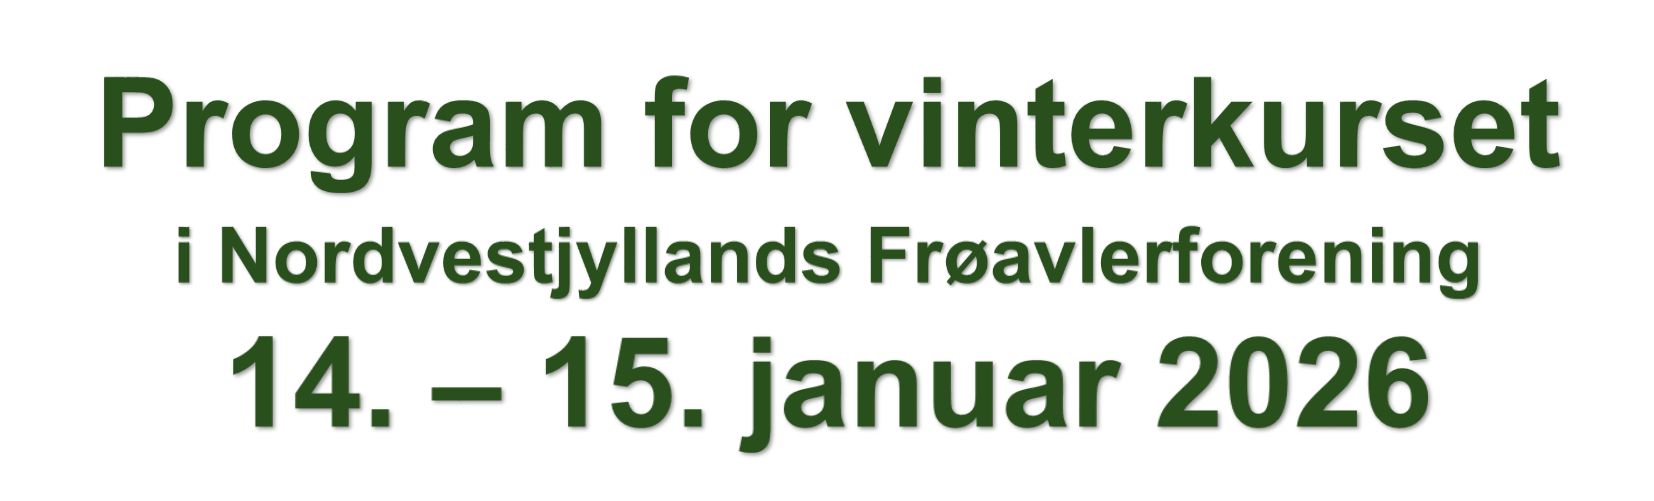 Program for vinterkurset
i Nordvestjyllands Frøavlerforening
14. – 15. januar 2026